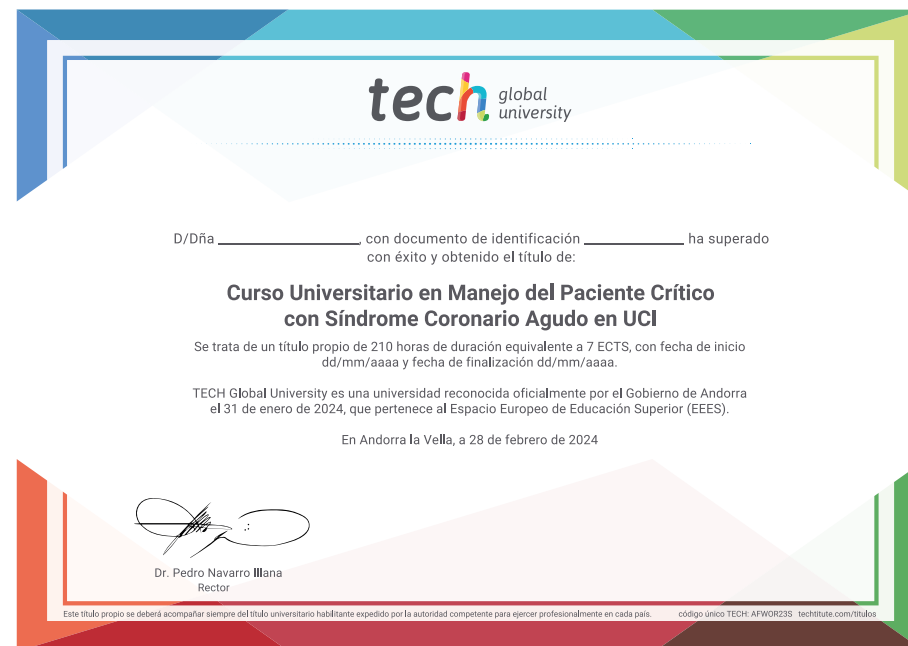 tech global
university
D/Dña ____________________, con documento de identificación ______________ ha superado
con éxito y obtenido el título de:
Curso Universitario en Manejo del Paciente Crítico
con Síndrome Coronario Agudo en UCI
Se trata de un título propio de 210 horas de duración equivalente a 7 ECTS, con fecha de inicio
dd/mm/aaaa y fecha de finalización dd/mm/aaaa.
TECH Global University es una universidad reconocida oficialmente por el Gobierno de Andorra
el 31 de enero de 2024, que pertenece al Espacio Europeo de Educación Superior (EEES).
En Andorra la Vella, a 28 de febrero de 2024
Dr. Pedro Navarro Illana
Rector
Este título propio se deberá acompañar siempre del título universitario habilitante expedido por la autoridad competente para ejercer profesionalmente en cada país. código único TECH: AFWOR23S techtitute.com/titulos